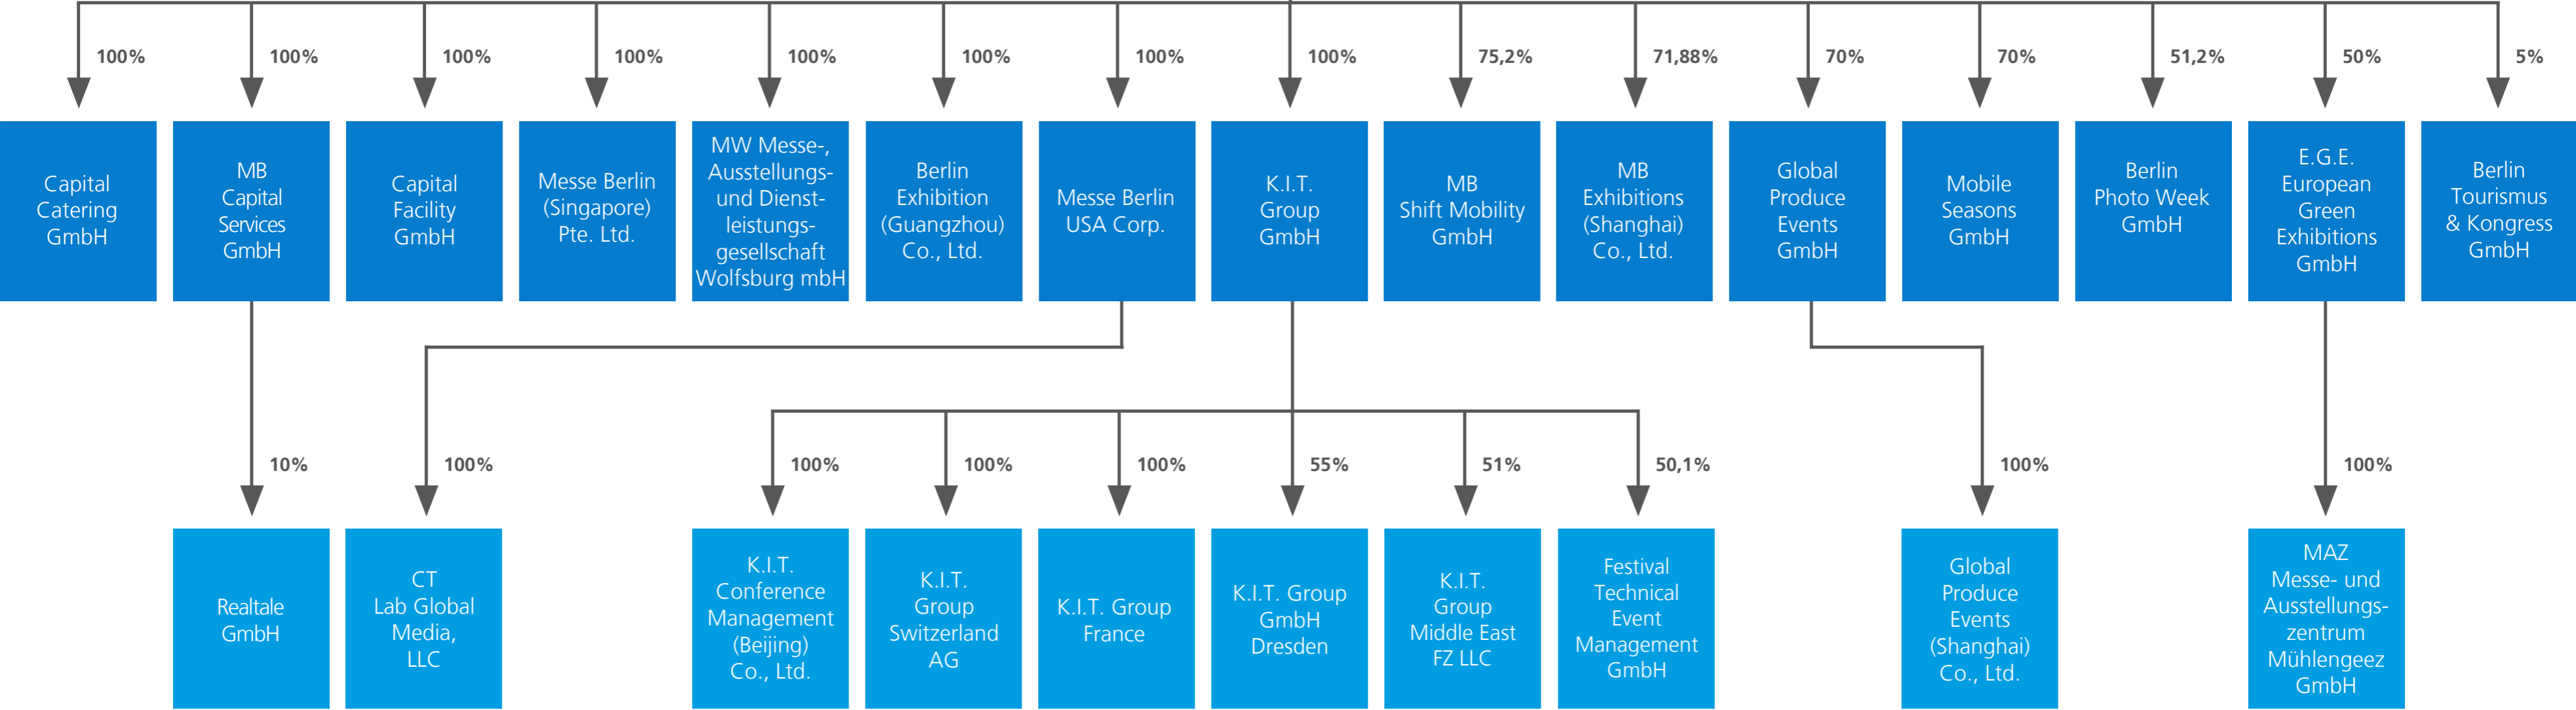 100%
100%
100%
100%
100%
100%
100%
100%
75,2%
71,88%
70%
70%
51,2%
50%
5%
Capital
Catering
GmbH
MB
Capital
Services
GmbH
Capital
Facility
GmbH
Messe Berlin
(Singapore)
Pte. Ltd.
MW Messe-,
Ausstellungs-
und Dienst-
leistungs-
gesellschaft
Wolfsburg mbH
Berlin
Exhibition
(Guangzhou)
Co., Ltd.
Messe Berlin
USA Corp.
K.I.T.
Group
GmbH
MB
Shift Mobility
GmbH
MB
Exhibitions
(Shanghai)
Co., Ltd.
Global
Produce
Events
GmbH
Mobile
Seasons
GmbH
Berlin
Photo Week
GmbH
E.G.E.
European
Green
Exhibitions
GmbH
Berlin
Tourismus
& Kongress
GmbH
10%
100%
100%
100%
100%
55%
51%
50,1%
100%
100%
Realtale
GmbH
CT
Lab Global
Media,
LLC
K.I.T.
Conference
Management
(Beijing)
Co., Ltd.
K.I.T.
Group
Switzerland
AG
K.I.T. Group
France
K.I.T. Group
GmbH
Dresden
K.I.T.
Group
Middle East
FZ LLC
Festival
Technical
Event
Management
GmbH
Global
Produce
Events
(Shanghai)
Co., Ltd.
MAZ
Messe- und
Ausstellungs-
zentrum
Mühlengeez
GmbH